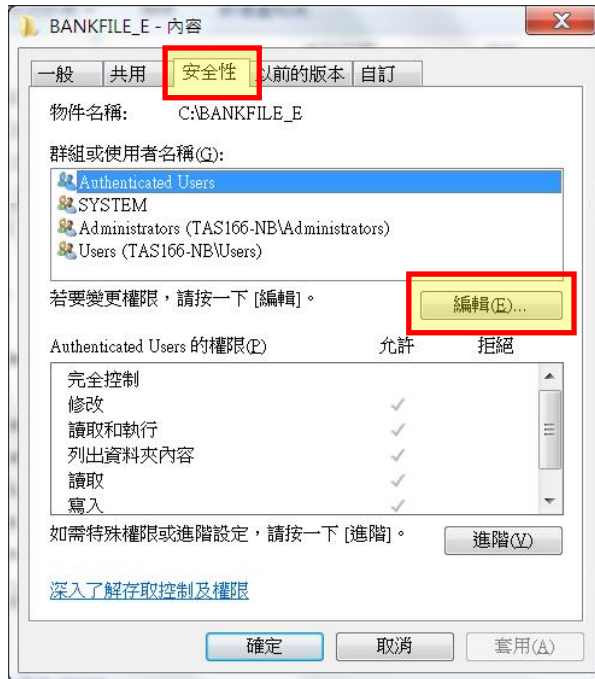 BANKFILE_E - 內容
一般 共用 安全性 以前的版本 自訂
物件名稱: C:\BANKFILE_E
群組或使用者名稱(G):
Authenticated Users
SYSTEM
Administrators (TAS166-NB\Administrators)
Users (TAS166-NB\Users)
若要變更權限，請按一下 [編輯]。 編輯(E)...
Authenticated Users 的權限(P) 允許 拒絕
完全控制
修改
讀取和執行
列出資料夾內容
讀取
寫入
如需特殊權限或進階設定，請按一下 [進階]。 進階(V)
深入了解存取控制及權限
確定 取消 套用(A)